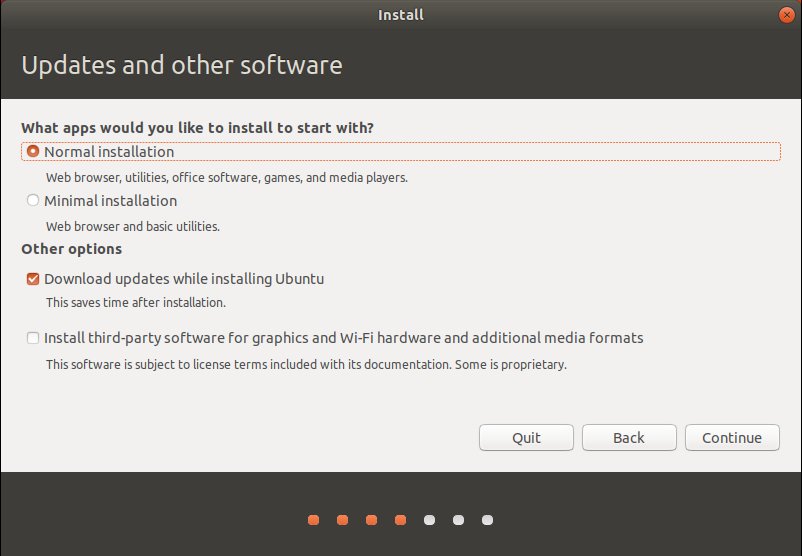 Install
Updates and other software
What apps would you like to install to start with?
Normal installation
Web browser, utilities, office software, games, and media players.
Minimal installation
Web browser and basic utilities.
Other options
Download updates while installing Ubuntu
This saves time after installation.
Install third-party software for graphics and Wi-Fi hardware and additional media formats
This software is subject to license terms included with its documentation. Some is proprietary.
Quit Back Continue